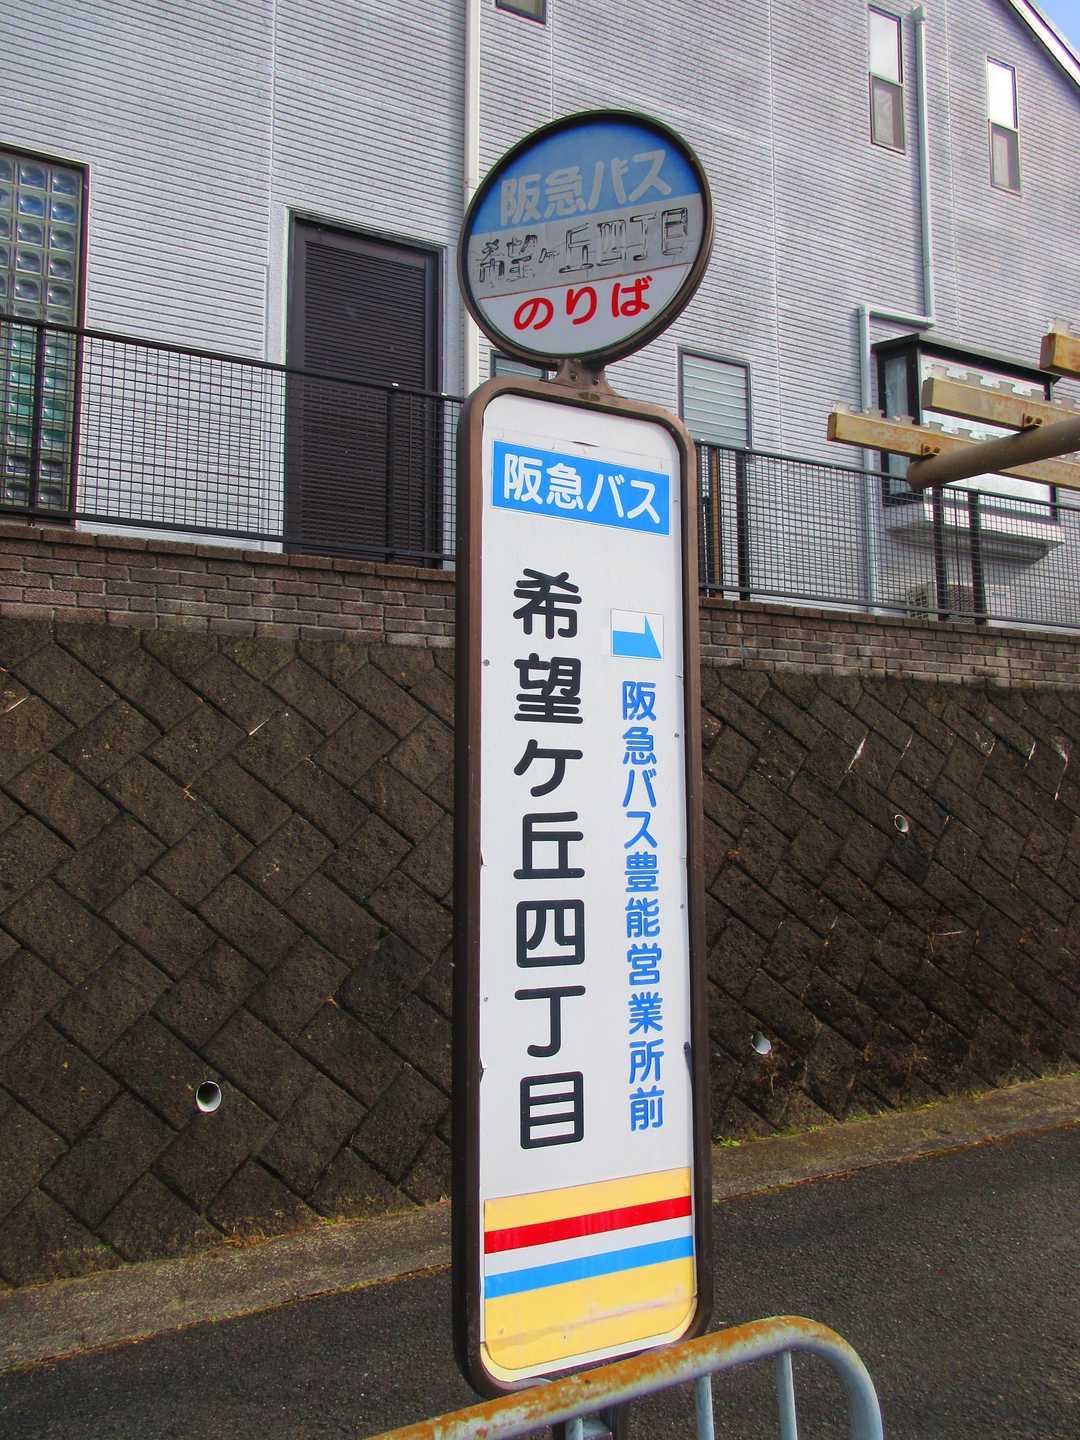 阪急バス
希望ヶ丘四丁目
のりば
阪急バス
希望ケ丘四丁目
阪急バス豊能営業所前